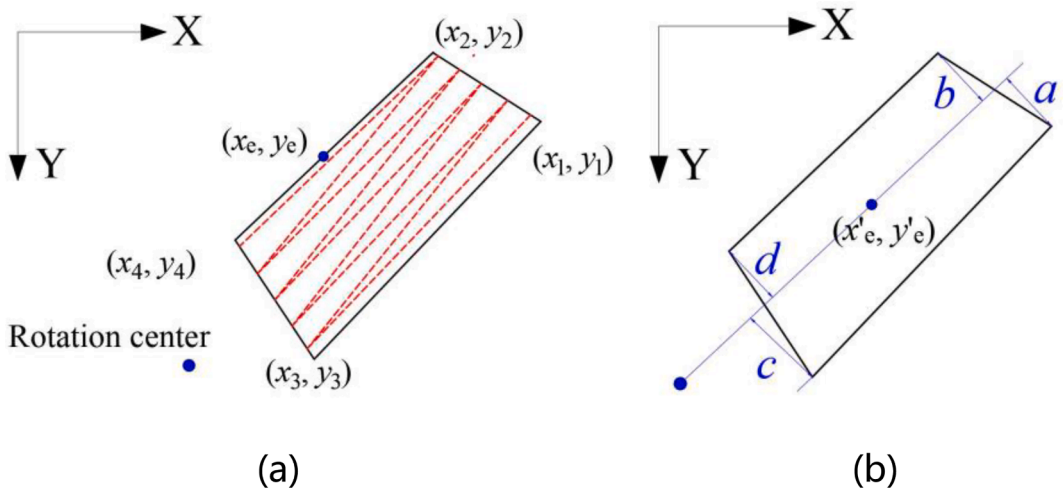 X
Y
(x₂, y₂)
(xₑ, yₑ)
(x₁, y₁)
(x₄, y₄)
Rotation center
(x₃, y₃)
(a)
X
Y
b
a
(x'ₑ, y'ₑ)
d
c
(b)